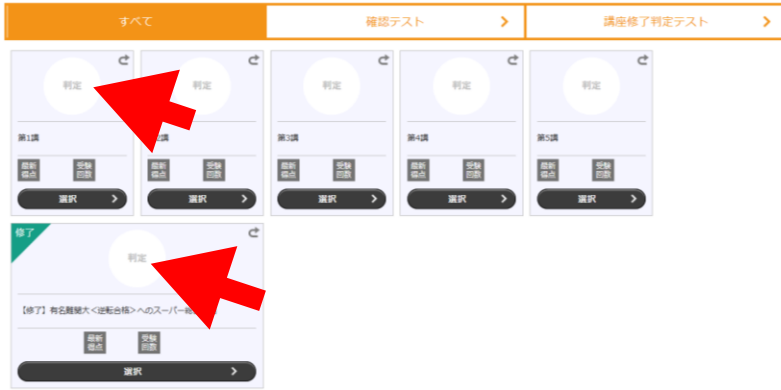 すべて
確認テスト
講座修了判定テスト
判定
判定
判定
判定
判定
第1講
2講
第3講
第4講
第5講
最新得点 受験回数
最新得点 受験回数
最新得点 受験回数
最新得点 受験回数
最新得点 受験回数
選択
選択
選択
選択
選択
修了
判定
【修了】有名難関大<逆転合格>へのスーパー総
最新得点 受験回数
選択